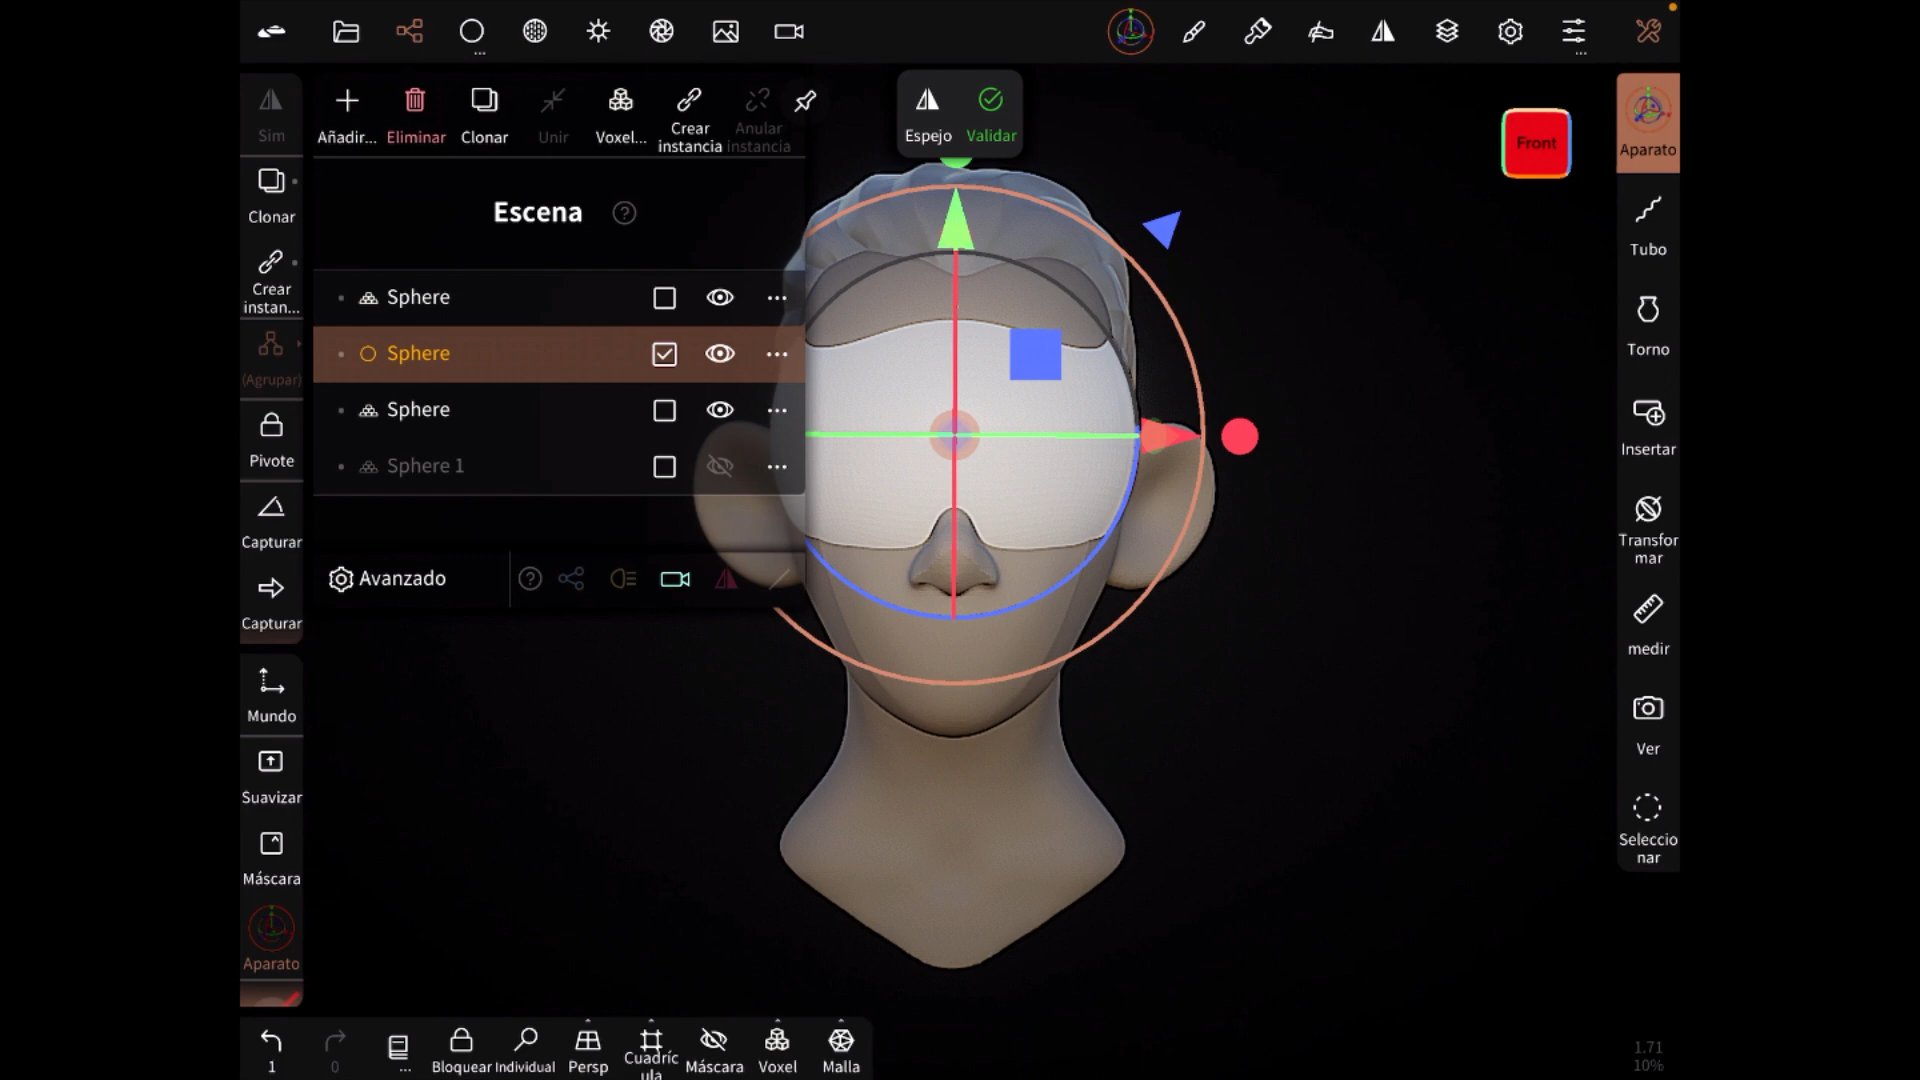 Sim
Clonar
Crear
instan...
(Agrupar)
Pivote
Capturar
Capturar
Mundo
Suavizar
Máscara
Aparato
Añadir...
Eliminar
Clonar
Unir
Voxel...
Crear
instancia
Anular
instancia
Escena
?
Sphere
Sphere
Sphere
Sphere 1
Avanzado
?
Espejo
Validar
Front
Aparato
Tubo
Torno
Insertar
Transfor
mar
medir
Ver
Seleccio
nar
1
0
...
Bloquear
Individual
Persp
Cuadríc
ula
Máscara
Voxel
Malla
1.71
10%